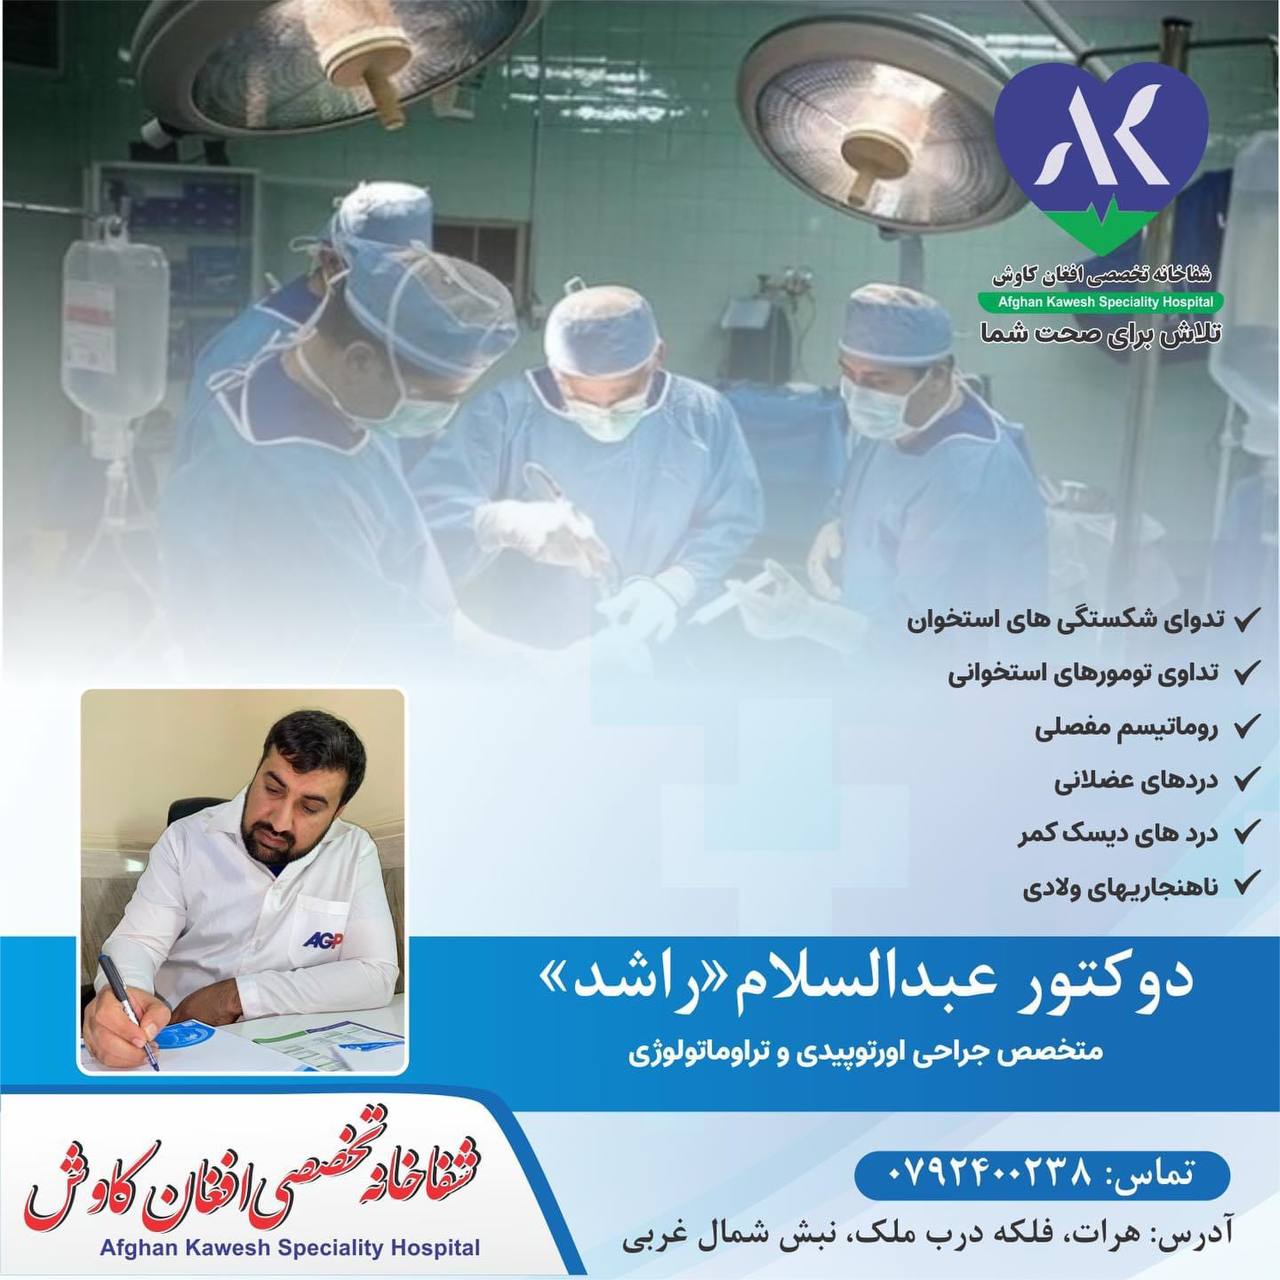 AK
شفاخانه تخصصی افغان کاوش
Afghan Kawesh Speciality Hospital
تلاش برای صحت شما
تدوای شکستگی های استخوان
تداوی تومورهای استخوانی
روماتیسم مفصلی
دردهای عضلانی
درد های دیسک کمر
ناهنجاریهای ولادی
AGP
دوکتور عبدالسلام «راشد»
متخصص جراحی اورتوپیدی و تراوماتولوژی
شفاخانه تخصصی افغان کاوش
Afghan Kawesh Speciality Hospital
تماس: ۰۷۹۲۴۰۰۲۳۸
آدرس: هرات، فلکه درب ملک، نبش شمال غربی